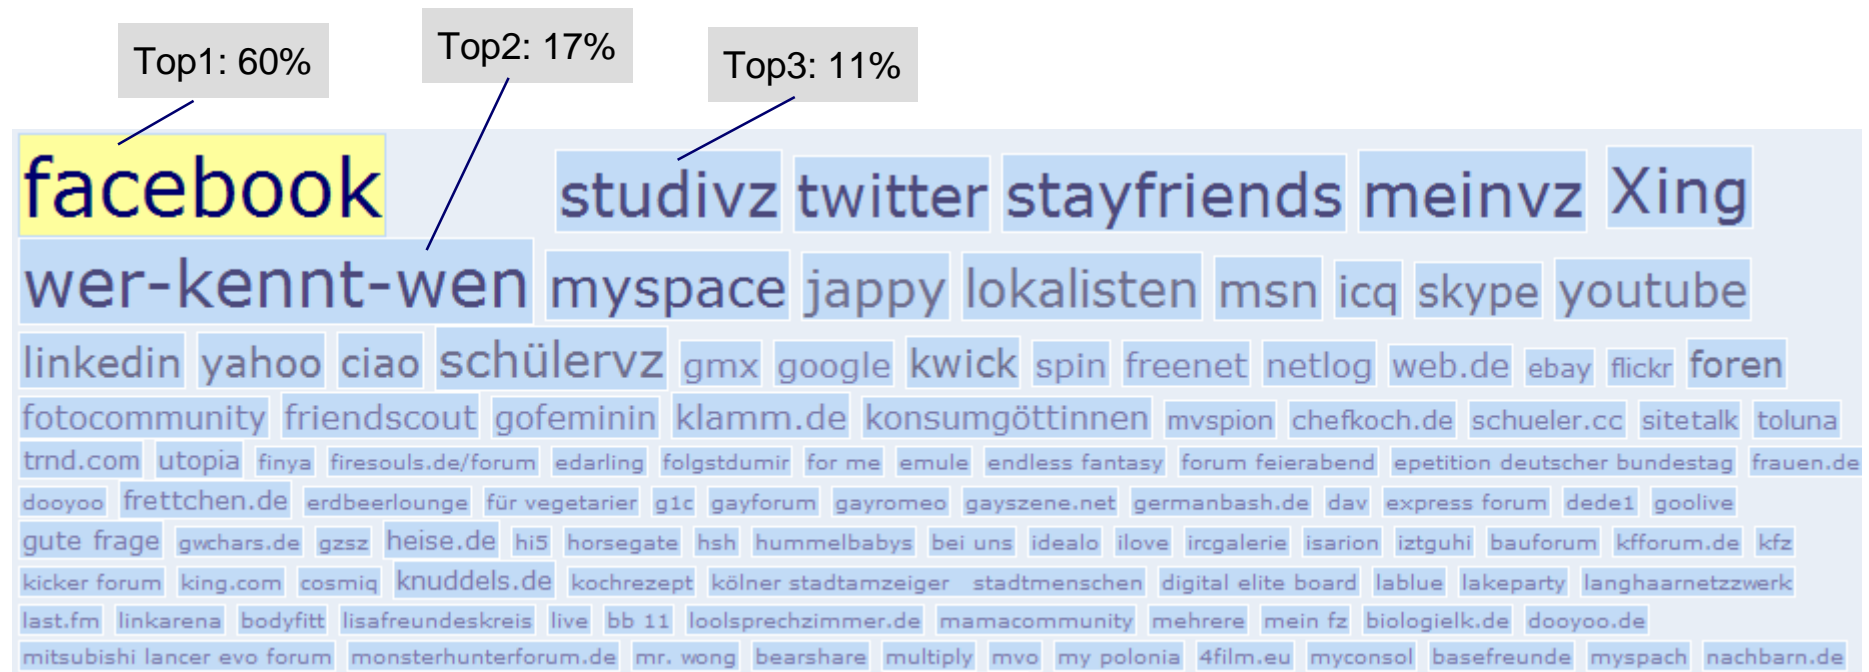 Top1: 60% Top2: 17% Top3: 11%
facebook studivz twitter stayfriends meinvz Xing
wer-kennt-wen myspace jappy lokalisten msn icq skype youtube
linkedin yahoo ciao schülervz gmx google kwick spin freenet netlog web.de ebay flickr foren
fotocommunity friendscout gofeminin klamm.de konsumgöttinnen mvspion chefkoch.de schueler.cc sitetalk toluna
trnd.com utopia finya firesouls.de/forum edarling folgstdumir for me emule endless fantasy forum feierabend epetition deutscher bundestag frauen.de
dooyoo frettchen.de erdbeerlounge für vegetarier g1c gayforum gayromeo gayszene.net germanbash.de dav express forum dede1 goolive
gute frage gwchars.de gzsz heise.de hi5 horsegate hsh hummelbabys bei uns idealo ilove ircgalerie isarion iztguhi bauforum kfforum.de kfz
kicker forum king.com cosmiq knuddels.de kochrezept kölner stadtamzeiger stadtmenschen digital elite board lablue lakeparty langhaarnetzzwerk
last.fm linkarena bodyfitt lisafreundeskreis live bb 11 loolsprechzimmer.de mamacommunity mehrere mein fz biologielk.de dooyoo.de
mitsubishi lancer evo forum monsterhunterforum.de mr. wong bearshare multiply mvo my polonia 4film.eu myconsol basefreunde myspach nachbarn.de